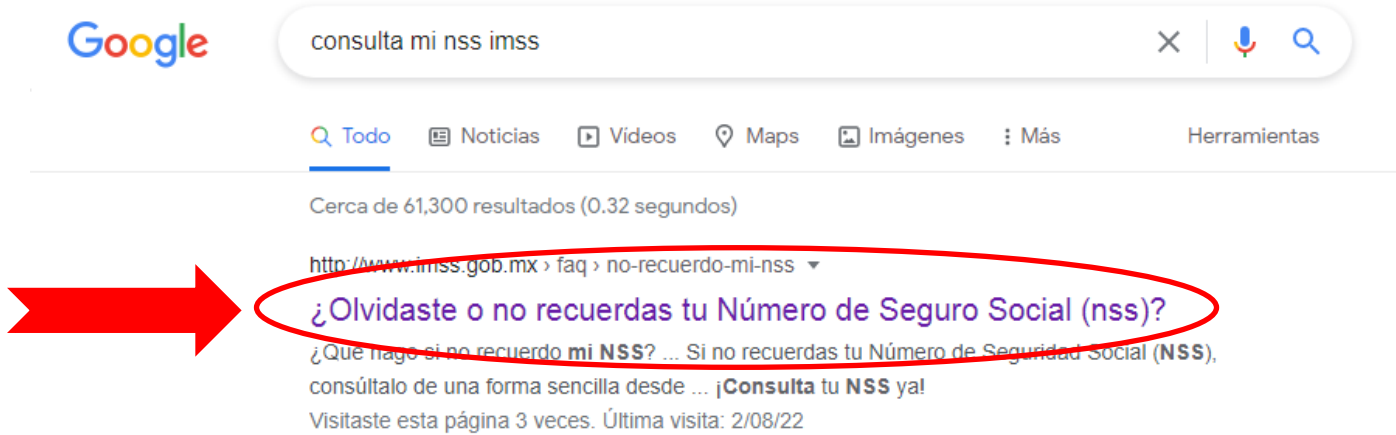 Google
consulta mi nss imss
Todo Noticias Vídeos Maps Imágenes Más Herramientas
Cerca de 61,300 resultados (0.32 segundos)
http://www.imss.gob.mx › faq › no-recuerdo-mi-nss
¿Olvidaste o no recuerdas tu Número de Seguro Social (nss)?
¿Qué hago si no recuerdo mi NSS? ... Si no recuerdas tu Número de Seguridad Social (NSS),
consúltalo de una forma sencilla desde ... ¡Consulta tu NSS ya!
Visitaste esta página 3 veces. Última visita: 2/08/22